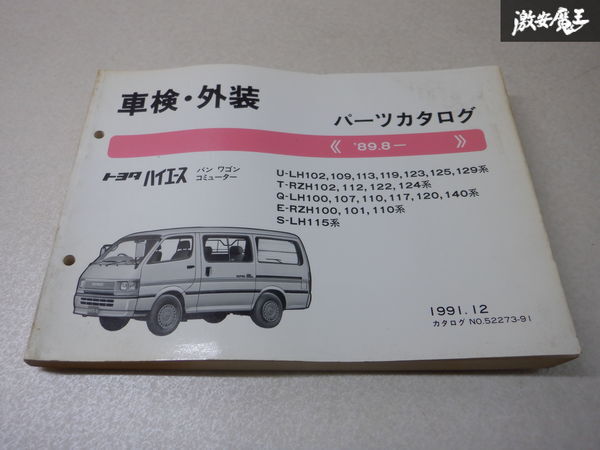 激安魔王
車検・外装
パーツカタログ
《 '89.8— 》
トヨタ ハイエース バン ワゴン コミューター
U-LH102,109,113,119,123,125,129系
T-RZH102,112,122,124系
Q-LH100,107,110,117,120,140系
E-RZH100,101,110系
S-LH115系
1991.12
カタログ NO.52273-91